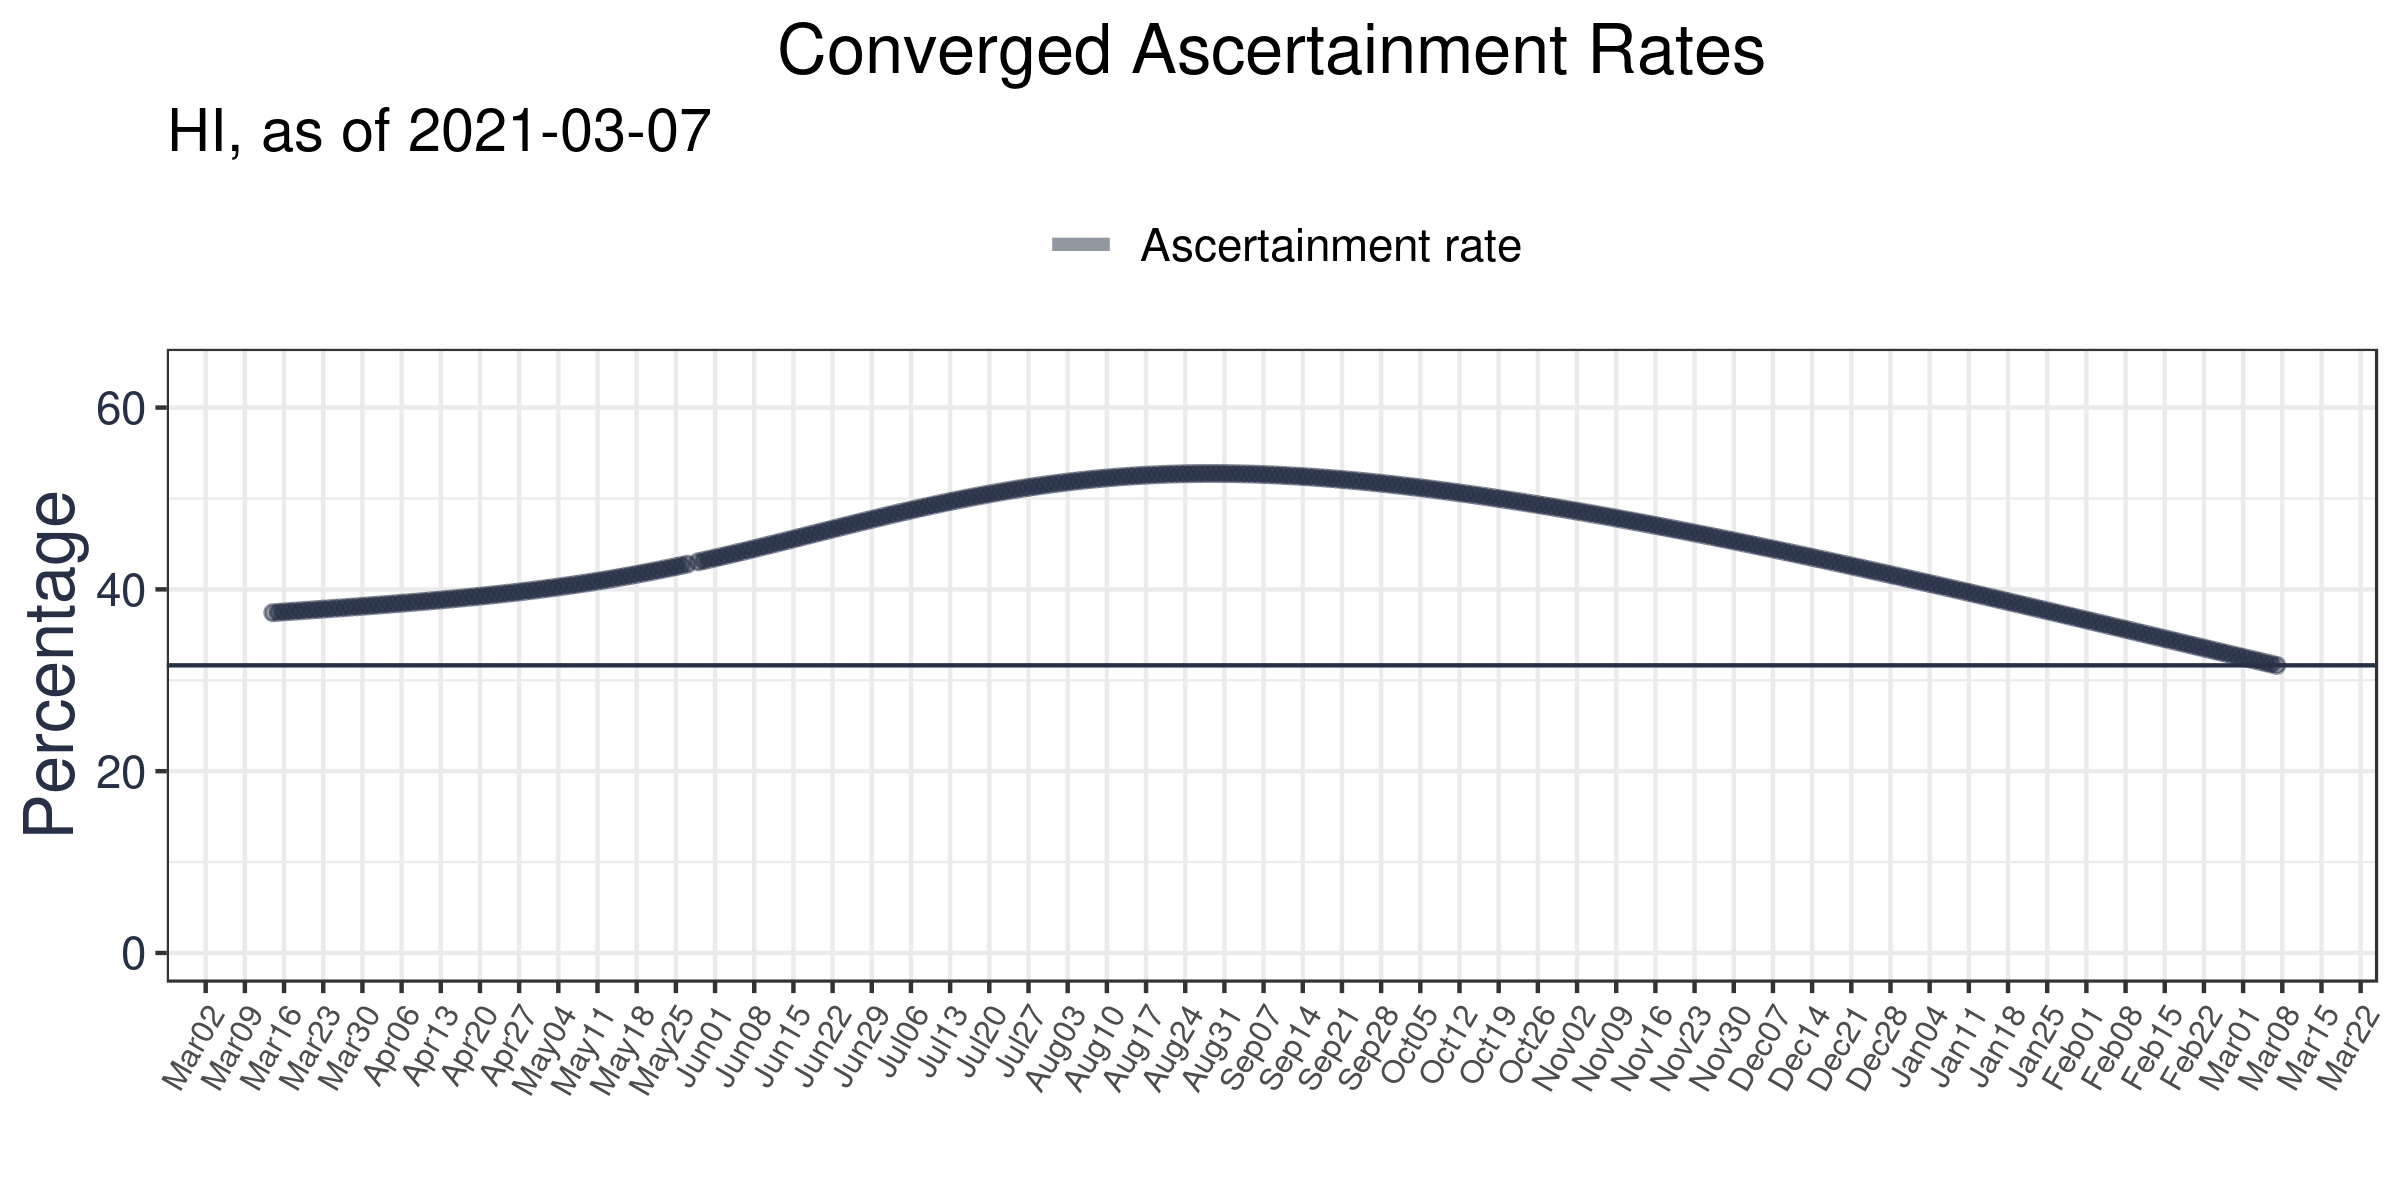 Converged Ascertainment Rates
HI, as of 2021-03-07
Ascertainment rate
Percentage
60
40
20
0
Mar02 Mar09 Mar16 Mar23 Mar30 Apr06 Apr13 Apr20 Apr27 May04 May11 May18 May25 Jun01 Jun08 Jun15 Jun22 Jun29 Jul06 Jul13 Jul20 Jul27 Aug03 Aug10 Aug17 Aug24 Aug31 Sep07 Sep14 Sep21 Sep28 Oct05 Oct12 Oct19 Oct26 Nov02 Nov09 Nov16 Nov23 Nov30 Dec07 Dec14 Dec21 Dec28 Jan04 Jan11 Jan18 Jan25 Feb01 Feb08 Feb15 Feb22 Mar01 Mar08 Mar15 Mar22